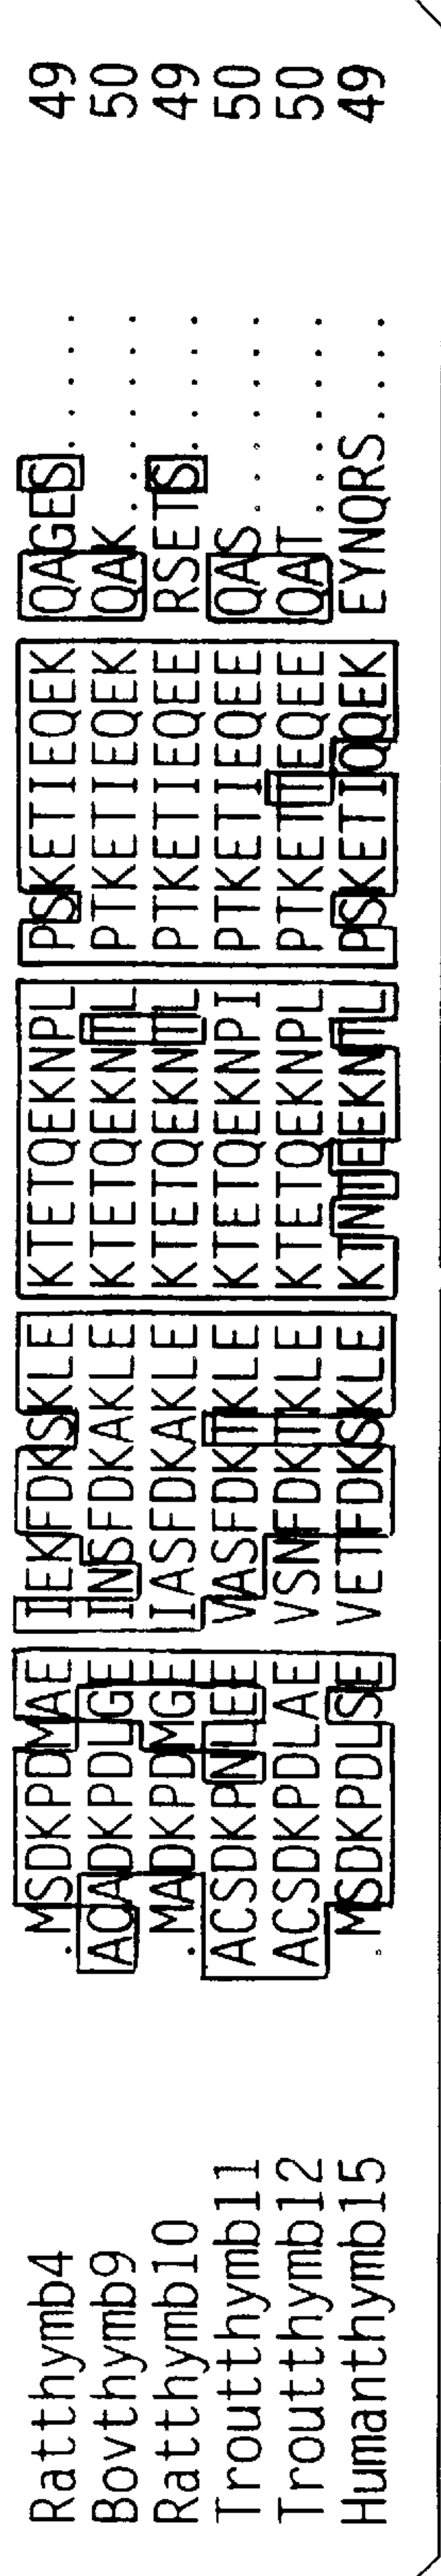 Ratthymb4 .MSDKPDMAE IEKFDKSKLE KTETQEKNPL PSKETIEQEK QAGES..... 49
Bovthymb9 ACADKPDLGE INSFDKAKLE KTETQEKNTL PTKETIEQEK QAK....... 50
Ratthymb10 .MADKPDMGE IASFDKAKLE KTETQEKNTL PTKETIEQEE RSETS..... 49
Troutthymb11 ACSDKPNLEE VASFDKTKLE KTETQEKNPI PTKETIEQEE QAS....... 50
Troutthymb12 ACSDKPDLAE VSNFDKTKLE KTETQEKNPL PTKETTEQEE QAT....... 50
Humanthymb15 .MSDKPDLSE VETFDKSKLE KTNTEEKNTL PSKETIQQEK EYNQRS.... 49